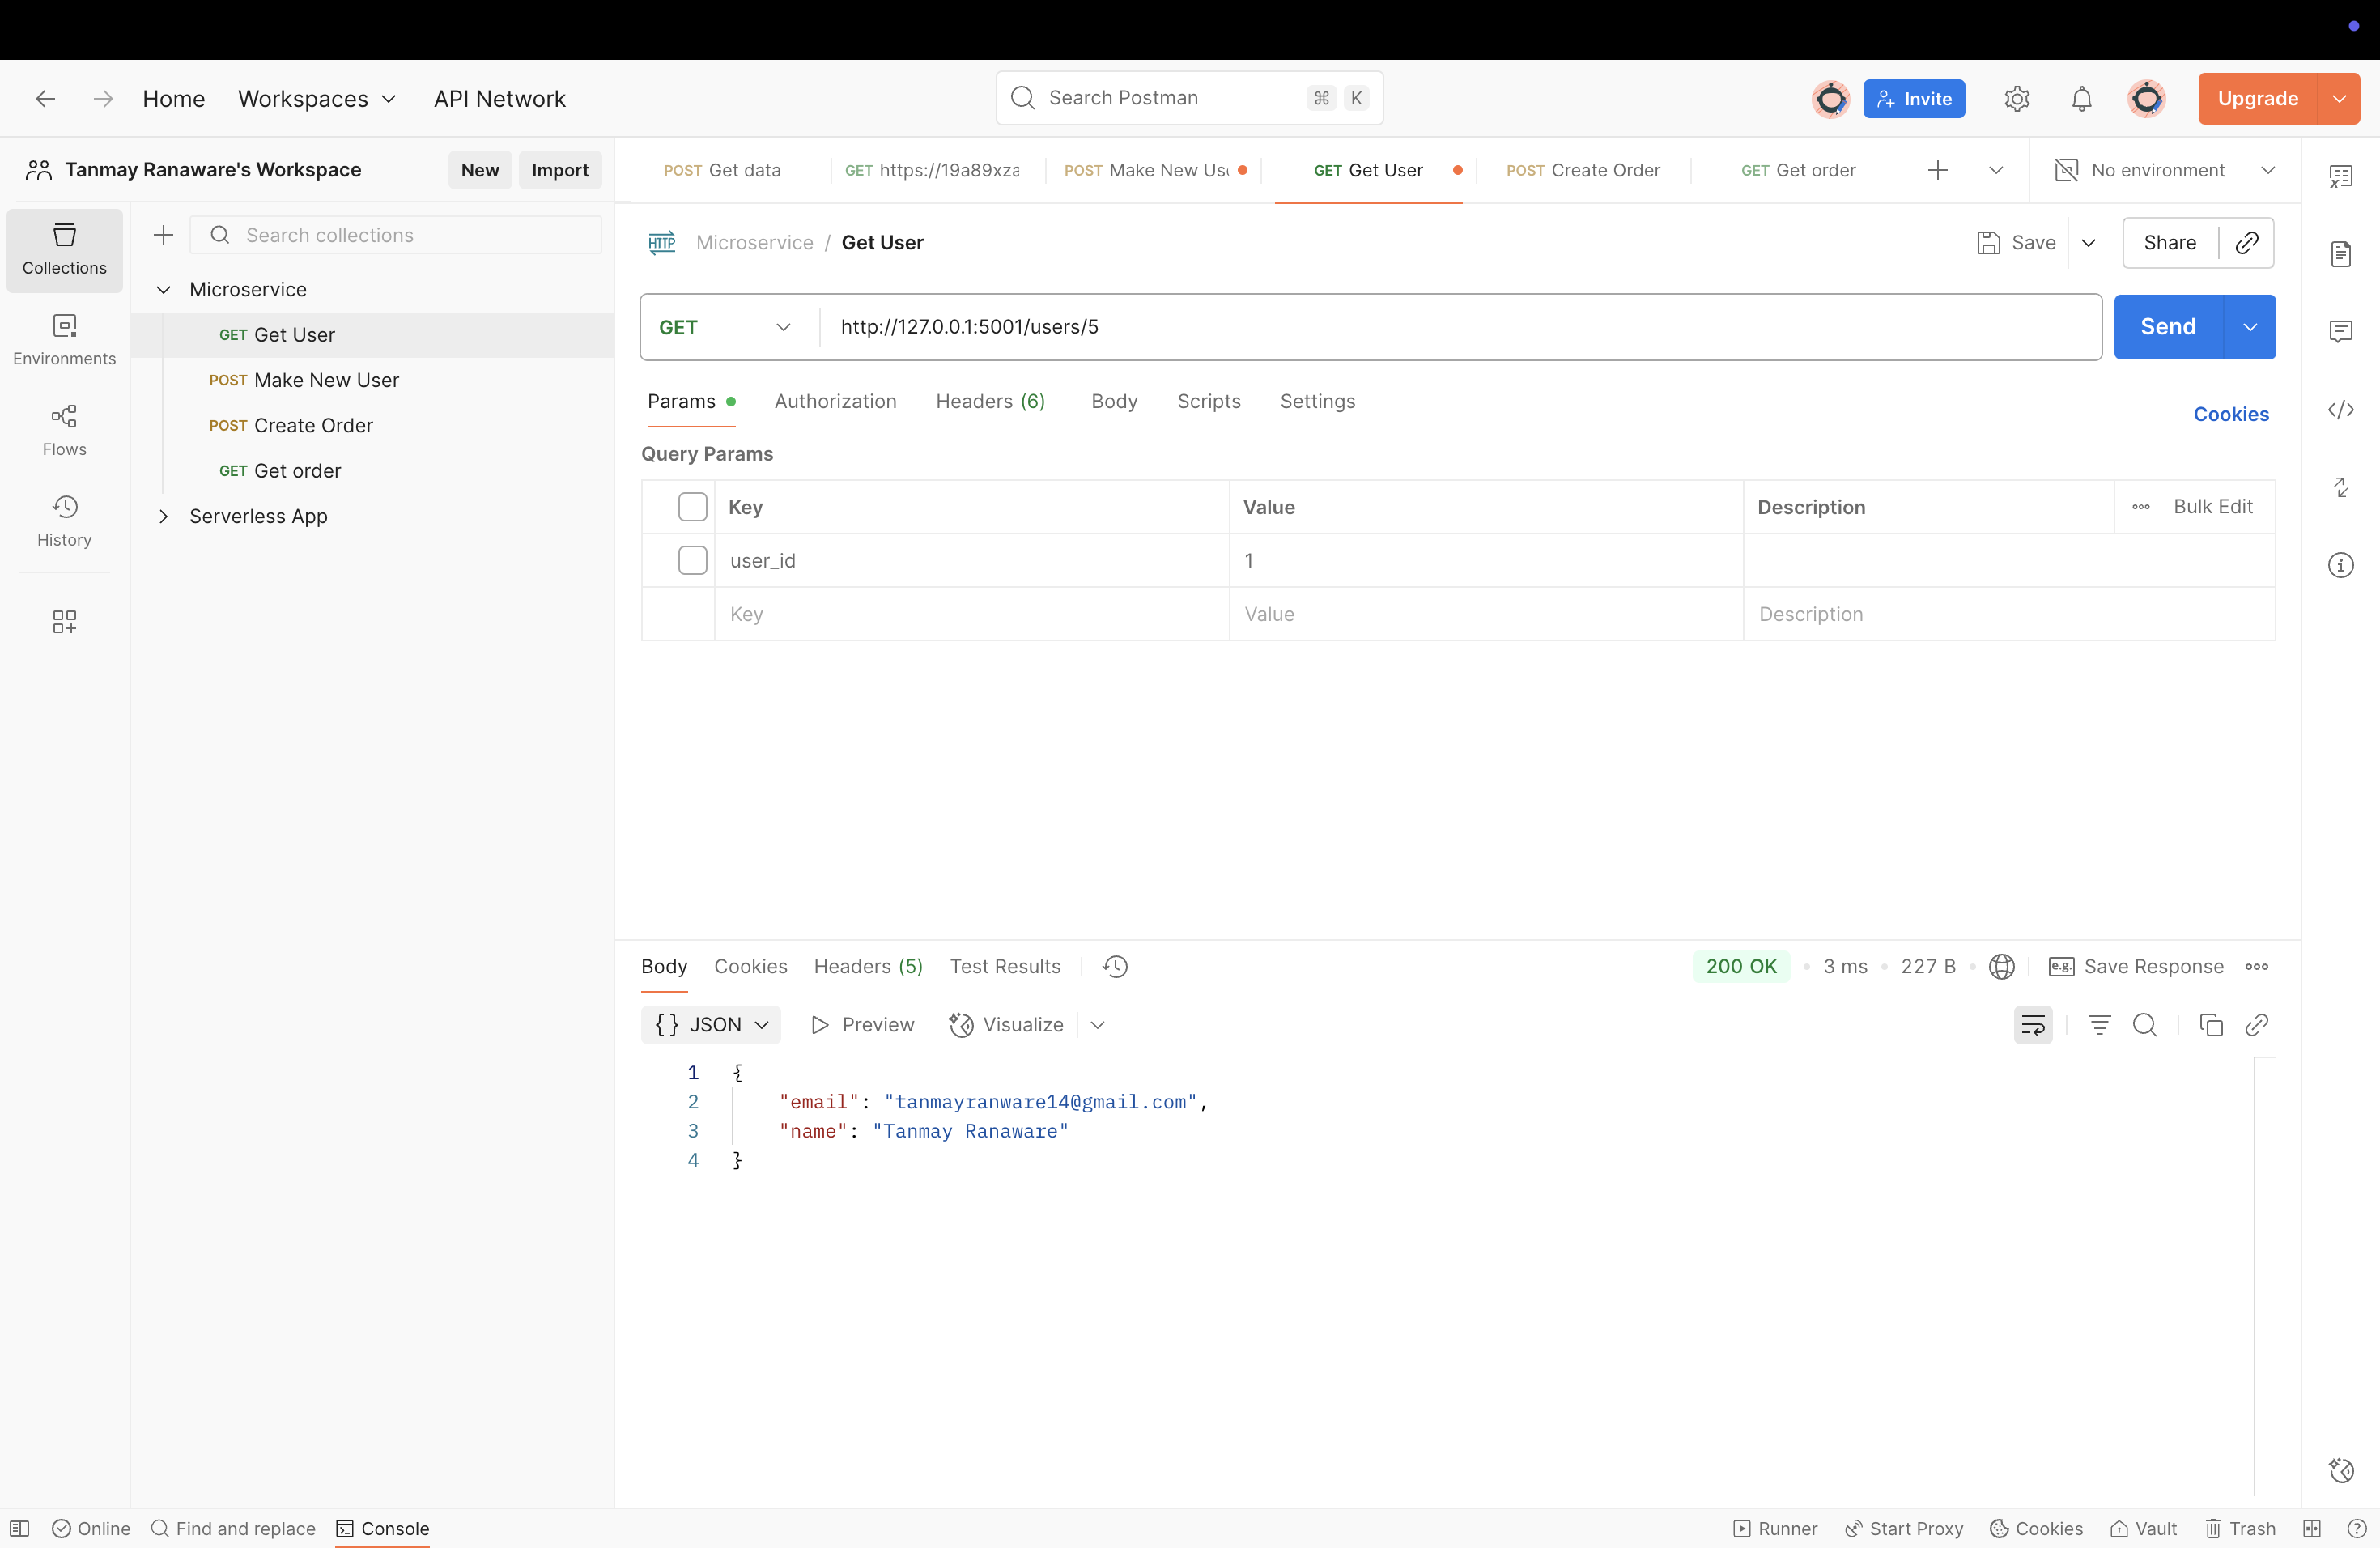 Home Workspaces API Network Search Postman ⌘ K Invite Upgrade
Tanmay Ranaware's Workspace New Import
POST Get data GET https://19a89xza POST Make New Use GET Get User POST Create Order GET Get order No environment
Collections
Environments
Flows
History
Search collections
Microservice
GET Get User
POST Make New User
POST Create Order
GET Get order
Serverless App
HTTP Microservice / Get User Save Share
GET http://127.0.0.1:5001/users/5 Send
Params Authorization Headers (6) Body Scripts Settings Cookies
Query Params
Key Value Description Bulk Edit
user_id 1
Key Value Description
Body Cookies Headers (5) Test Results 200 OK 3 ms 227 B e.g. Save Response
{} JSON Preview Visualize
1 {
2 "email": "tanmayranware14@gmail.com",
3 "name": "Tanmay Ranaware"
4 }
Online Find and replace Console Runner Start Proxy Cookies Vault Trash